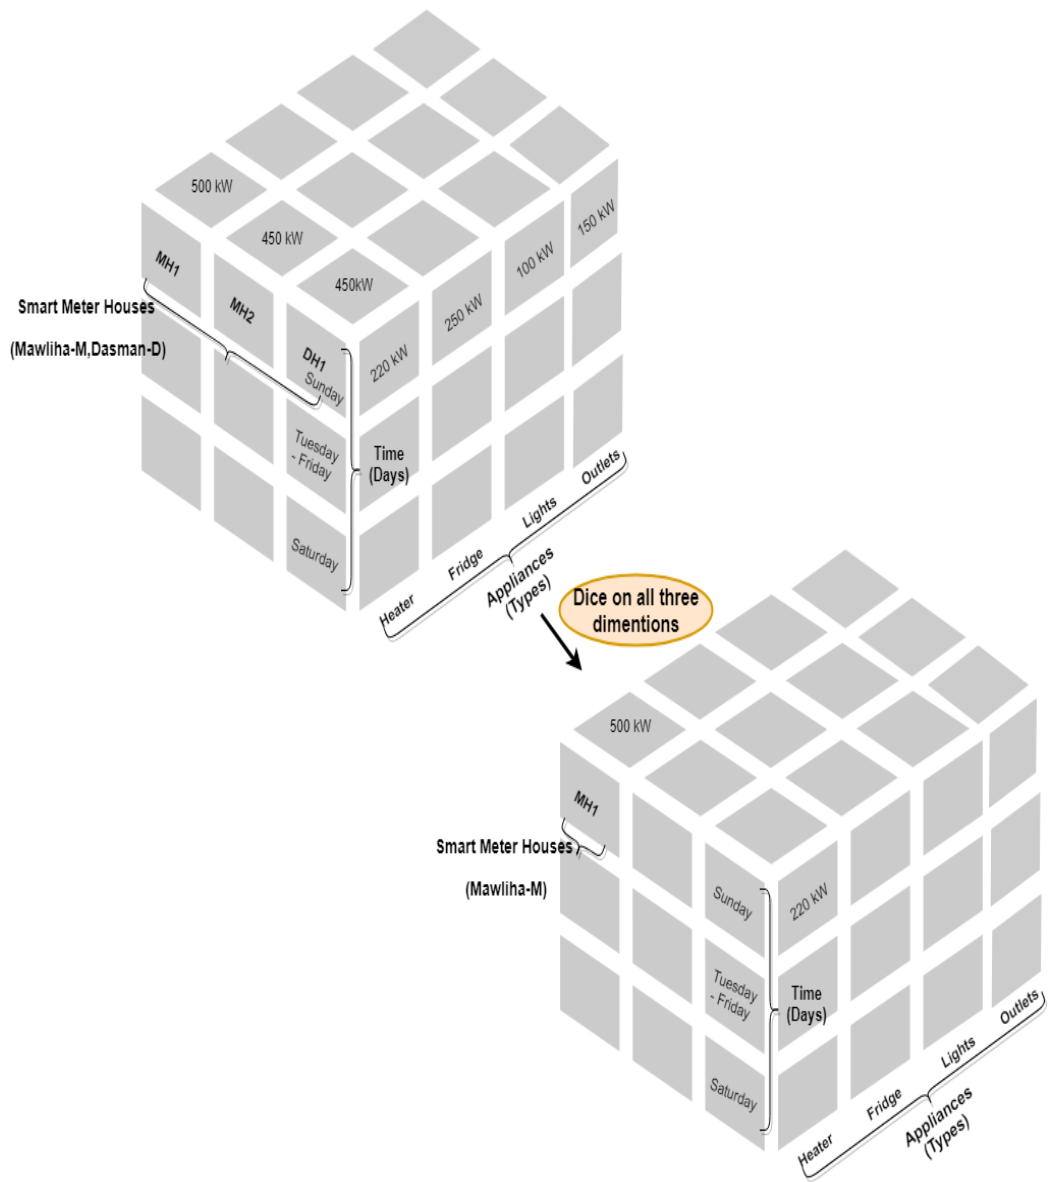 500 kW
450 kW
450kW
MH1
MH2
DH1
Sunday
Tuesday
- Friday
Saturday
220 kW
250 kW
100 kW
150 kW
Smart Meter Houses
(Mawliha-M,Dasman-D)
Time
(Days)
Heater
Fridge
Lights
Outlets
Appliances
(Types)
Dice on all three
dimentions
500 kW
MH1
Smart Meter Houses
(Mawliha-M)
Sunday
Tuesday
- Friday
Saturday
220 kW
Time
(Days)
Heater
Fridge
Lights
Outlets
Appliances
(Types)